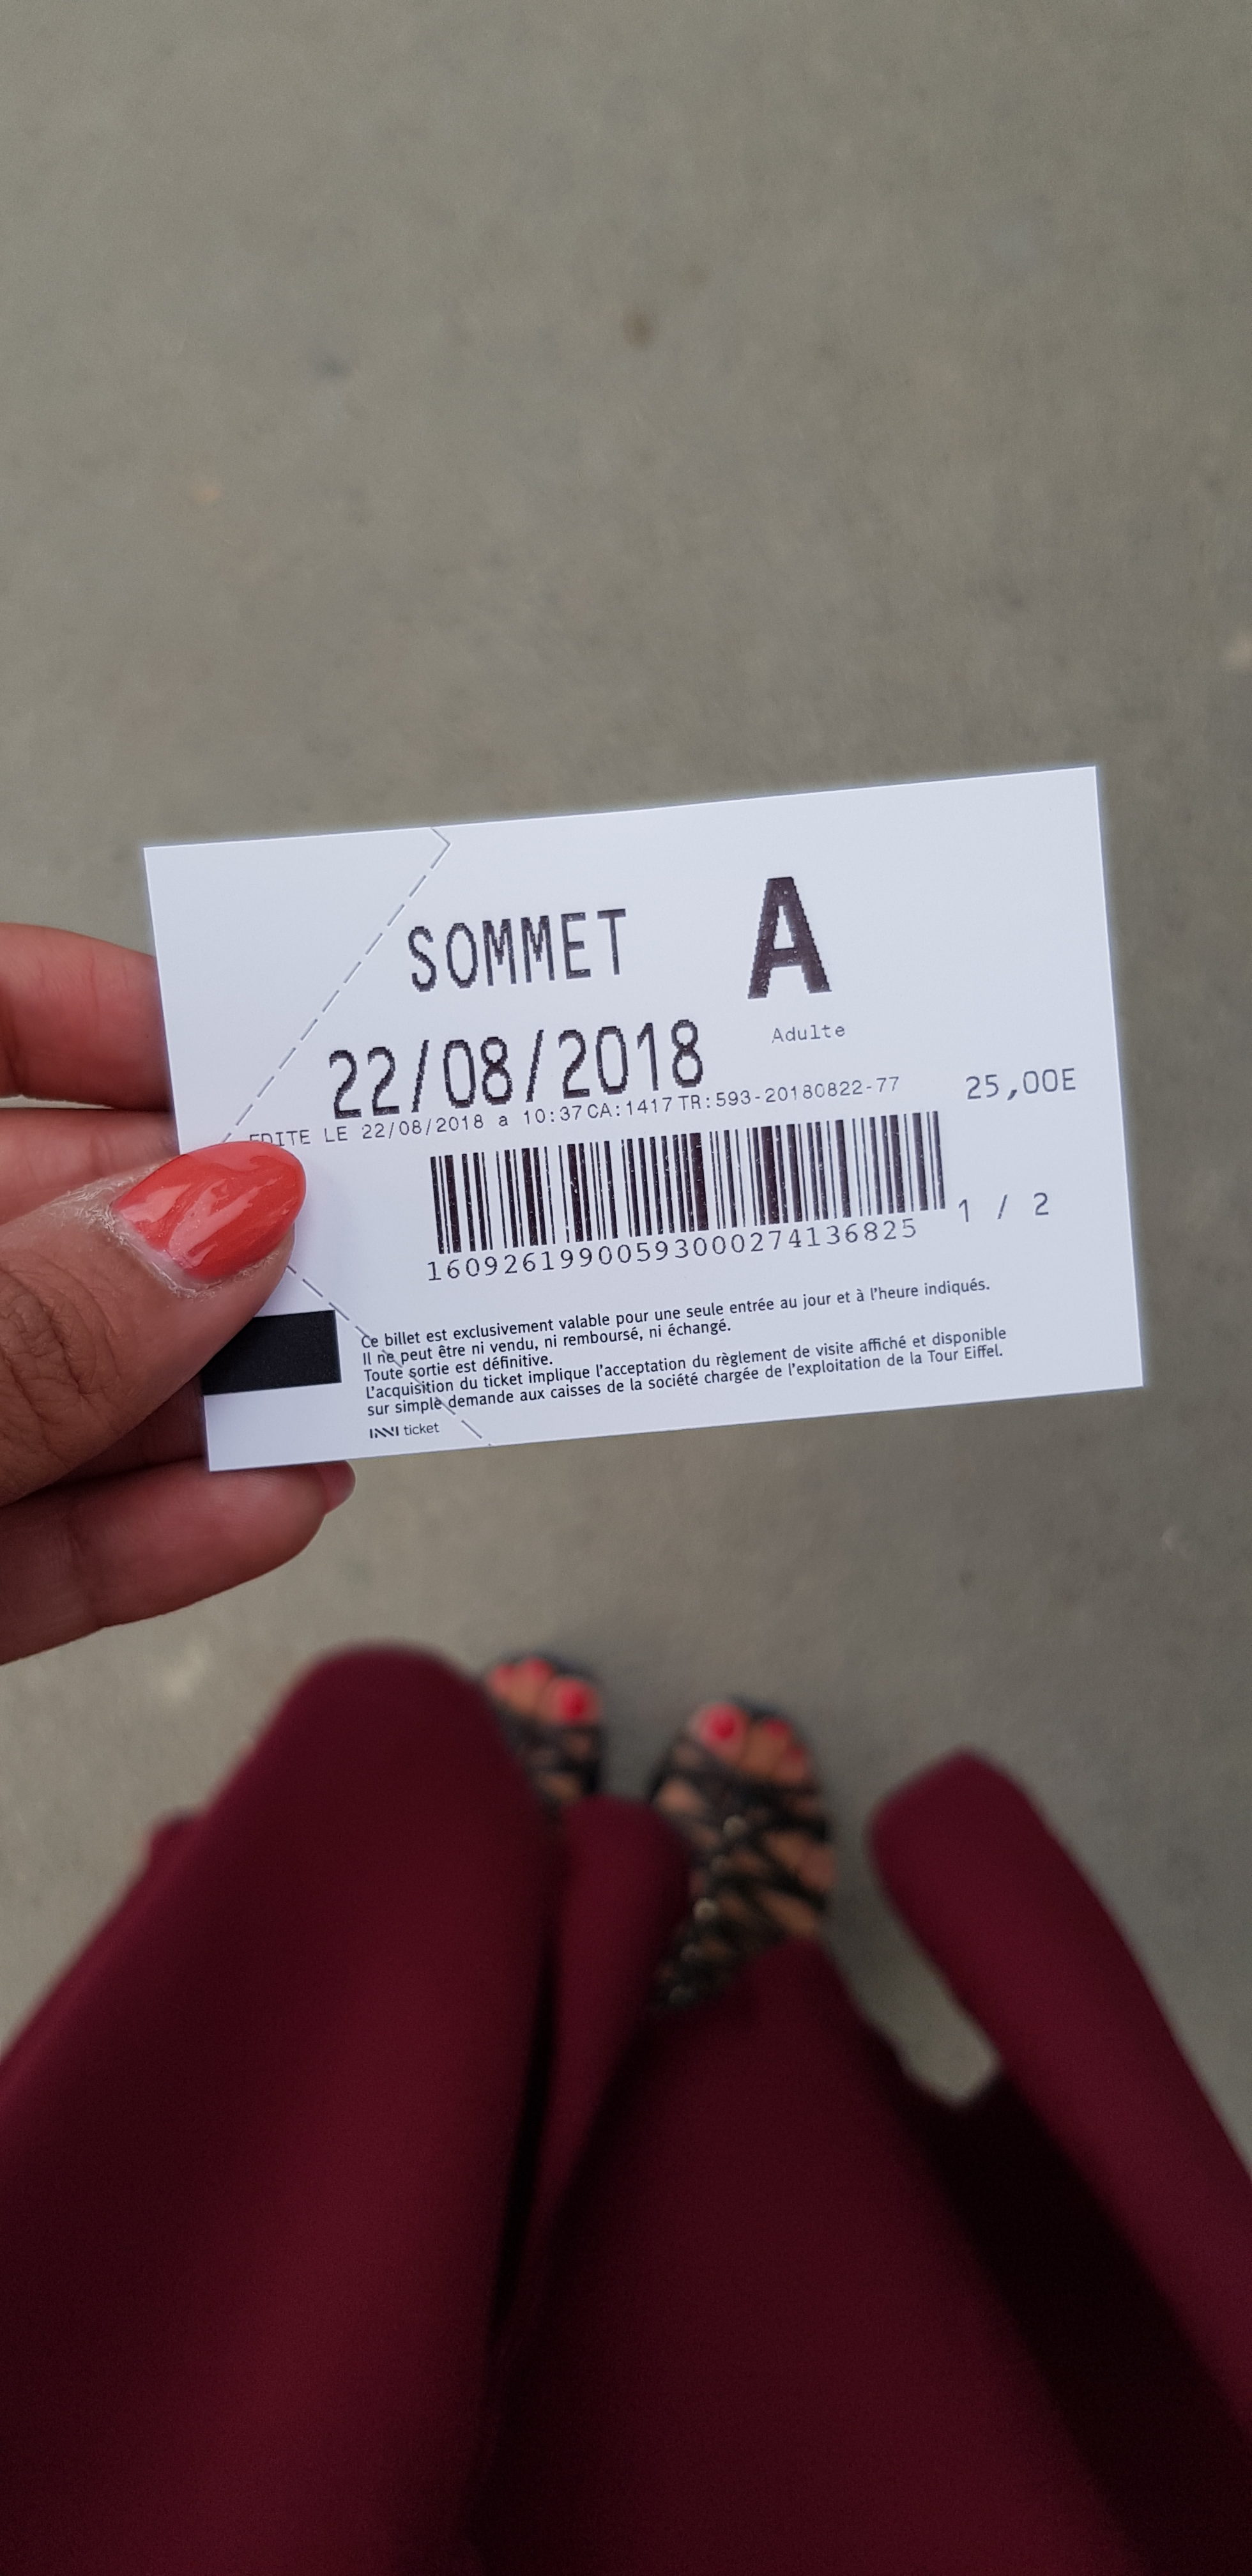 SOMMET A
22/08/2018 Adulte
EDITE LE 22/08/2018 a 10:37 CA:1417 TR:593-20180822-77 25,00E
1609261990059300027​4136825 1 / 2
Ce billet est exclusivement valable pour une seule entrée au jour et à l'heure indiqués.
Il ne peut être ni vendu, ni remboursé, ni échangé.
Toute sortie est définitive.
L'acquisition du ticket implique l'acceptation du règlement de visite affiché et disponible
sur simple demande aux caisses de la société chargée de l'exploitation de la Tour Eiffel.
INNI ticket